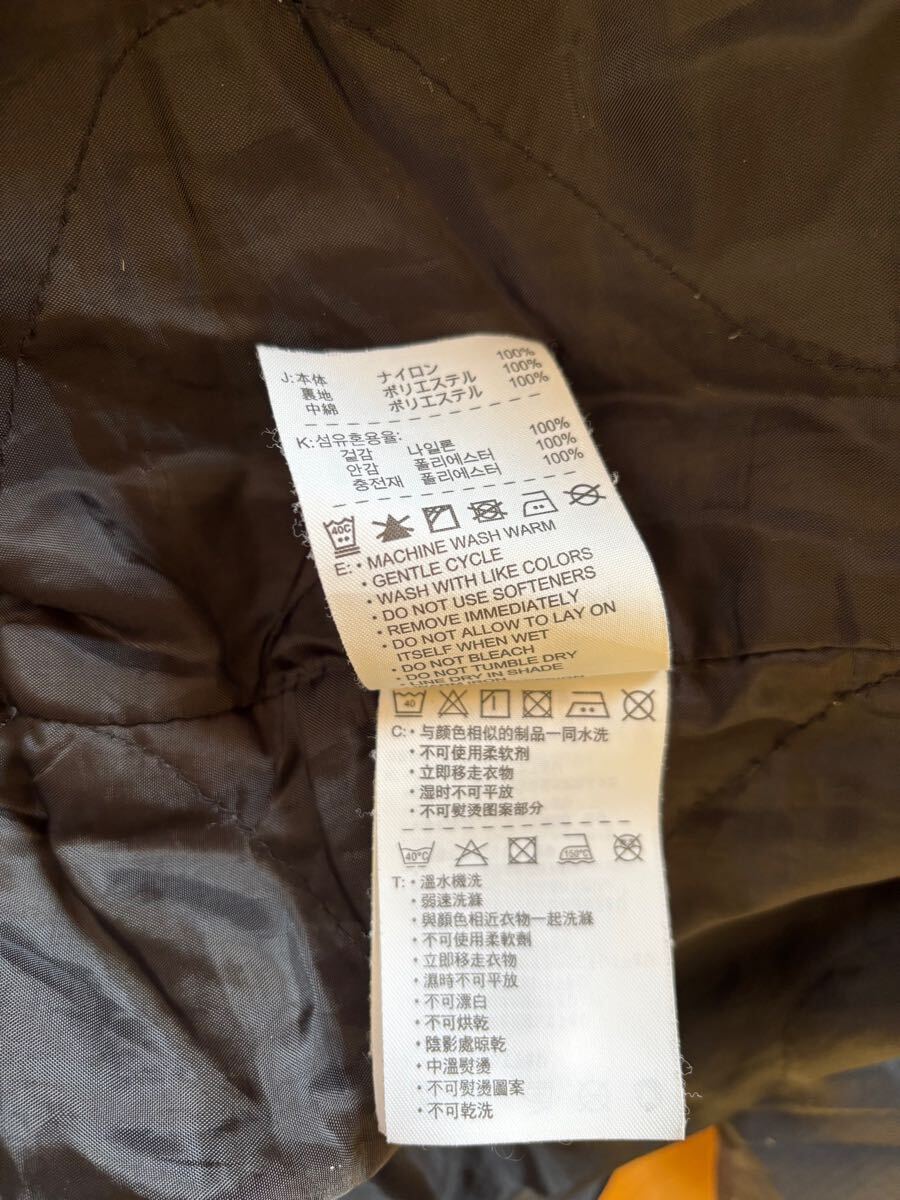 J:本体 ナイロン 100%
裏地 ポリエステル 100%
中綿 ポリエステル 100%
K:섬유혼용율:
겉감 나일론 100%
안감 폴리에스터 100%
충전재 폴리에스터 100%
40C
E: • MACHINE WASH WARM
• GENTLE CYCLE
• WASH WITH LIKE COLORS
• DO NOT USE SOFTENERS
• REMOVE IMMEDIATELY
• DO NOT ALLOW TO LAY ON
ITSELF WHEN WET
• DO NOT BLEACH
• DO NOT TUMBLE DRY
• LINE DRY IN SHADE
40
C: • 与颜色相似的制品一同水洗
• 不可使用柔软剂
• 立即移走衣物
• 湿时不可平放
• 不可熨烫图案部分
40°C 150°C
T: • 溫水機洗
• 弱速洗滌
• 與顏色相近衣物一起洗滌
• 不可使用柔軟劑
• 立即移走衣物
• 濕時不可平放
• 不可漂白
• 不可烘乾
• 陰影處晾乾
• 中溫熨燙
• 不可熨燙圖案
• 不可乾洗